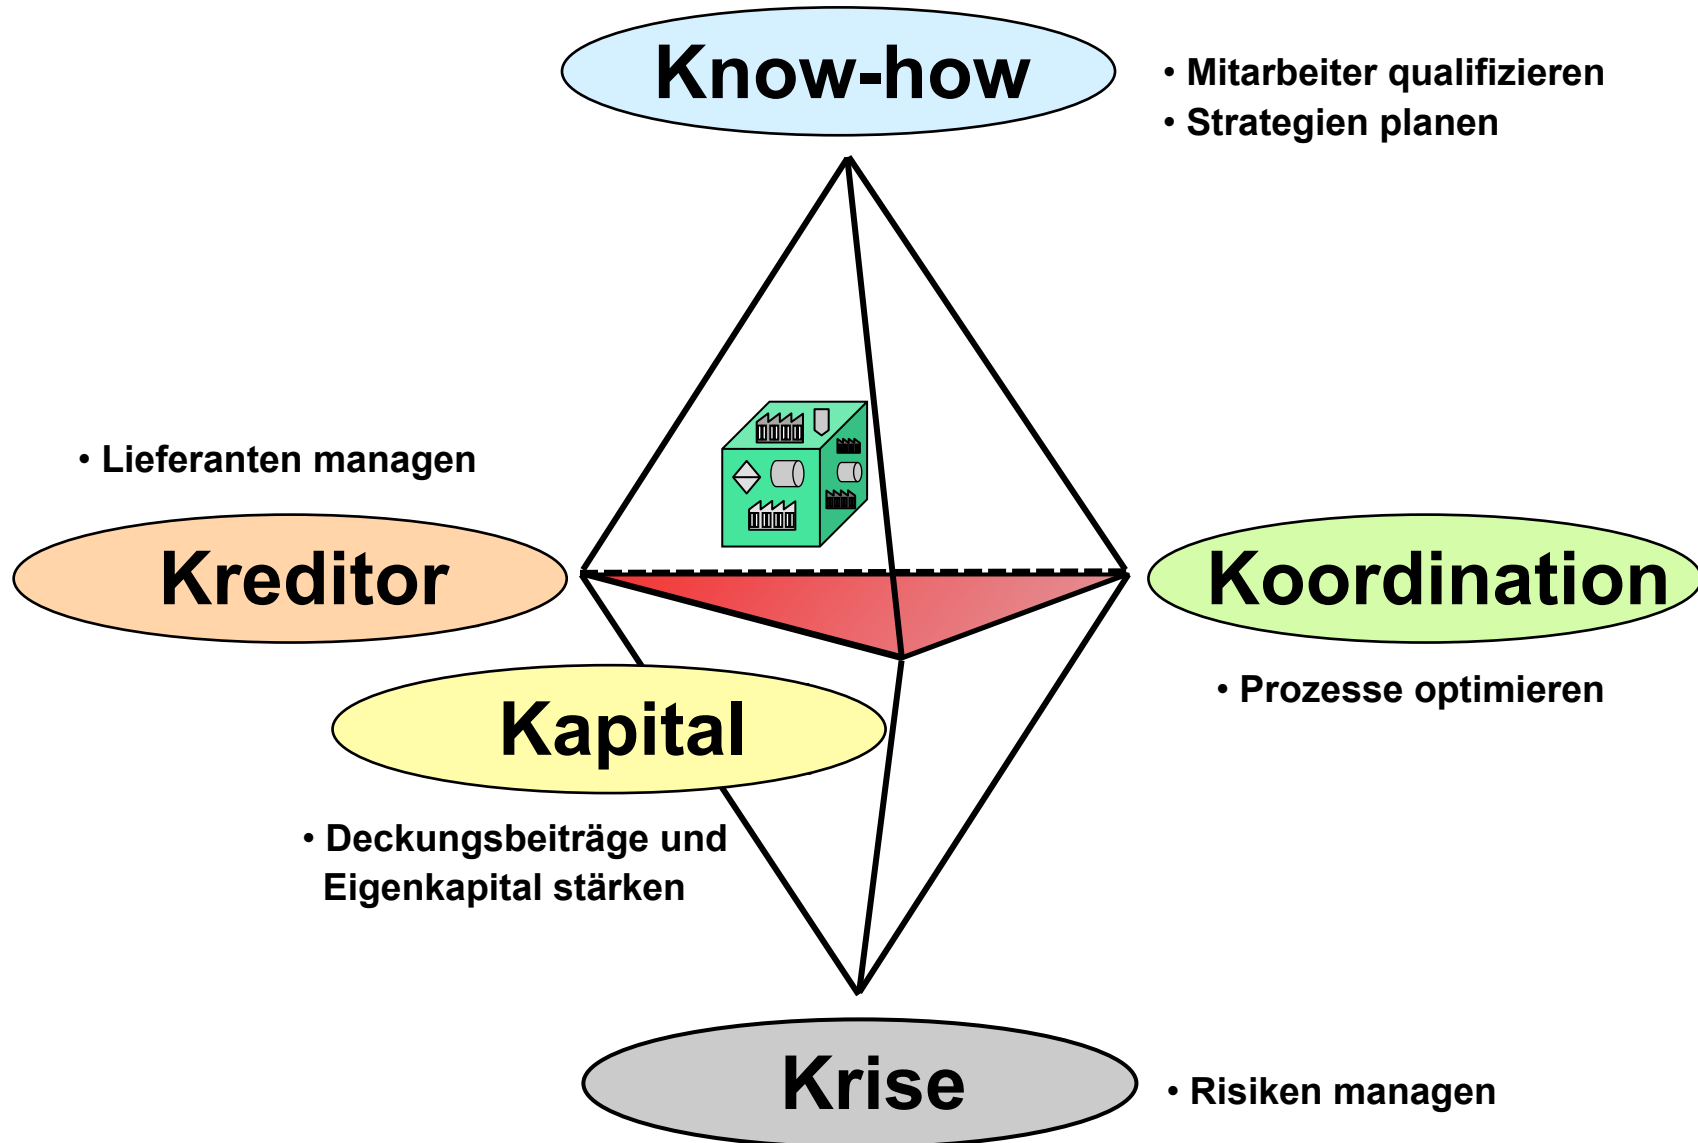 Know-how
• Mitarbeiter qualifizieren
• Strategien planen
• Lieferanten managen
Kreditor
Koordination
• Prozesse optimieren
Kapital
• Deckungsbeiträge und
Eigenkapital stärken
Krise
• Risiken managen